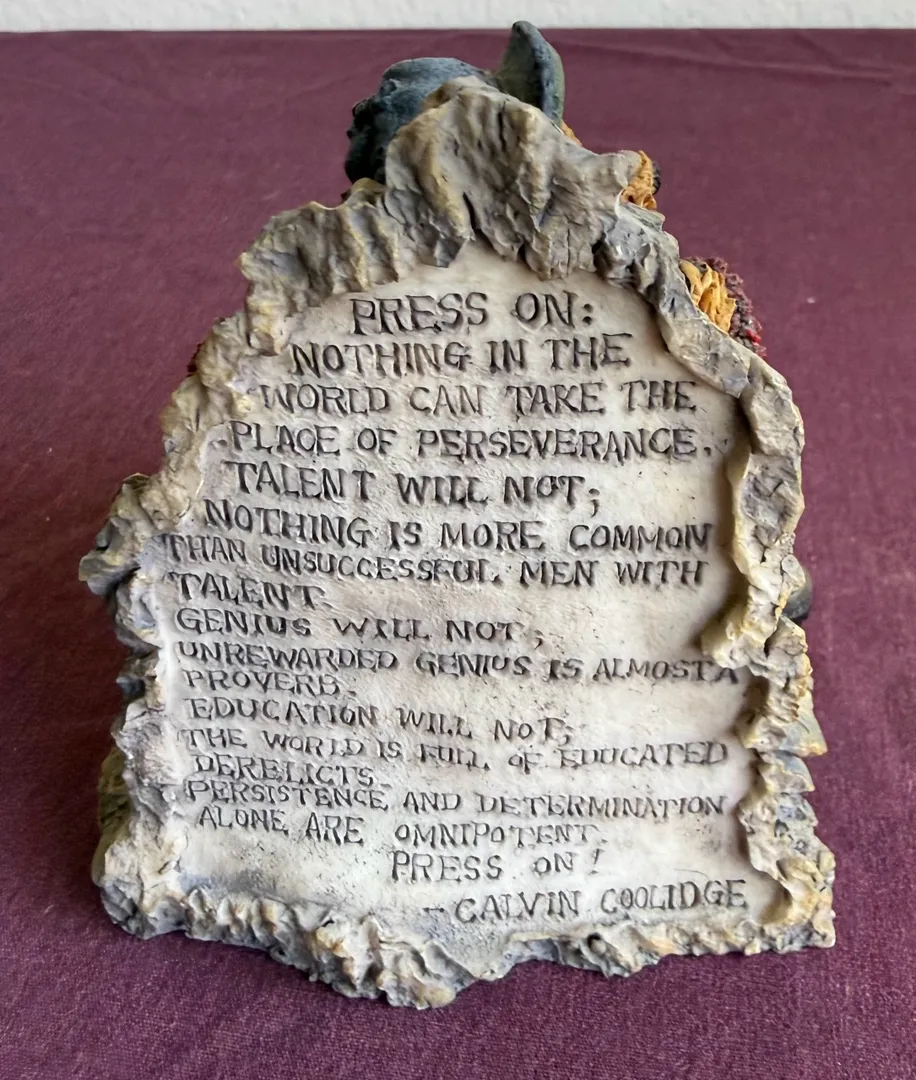 PRESS ON:
NOTHING IN THE
WORLD CAN TAKE THE
PLACE OF PERSEVERANCE.
TALENT WILL NOT;
NOTHING IS MORE COMMON
THAN UNSUCCESSFUL MEN WITH
TALENT.
GENIUS WILL NOT;
UNREWARDED GENIUS IS ALMOST A
PROVERB.
EDUCATION WILL NOT;
THE WORLD IS FULL OF EDUCATED
DERELICTS.
PERSISTENCE AND DETERMINATION
ALONE ARE OMNIPOTENT.
PRESS ON!
- CALVIN COOLIDGE